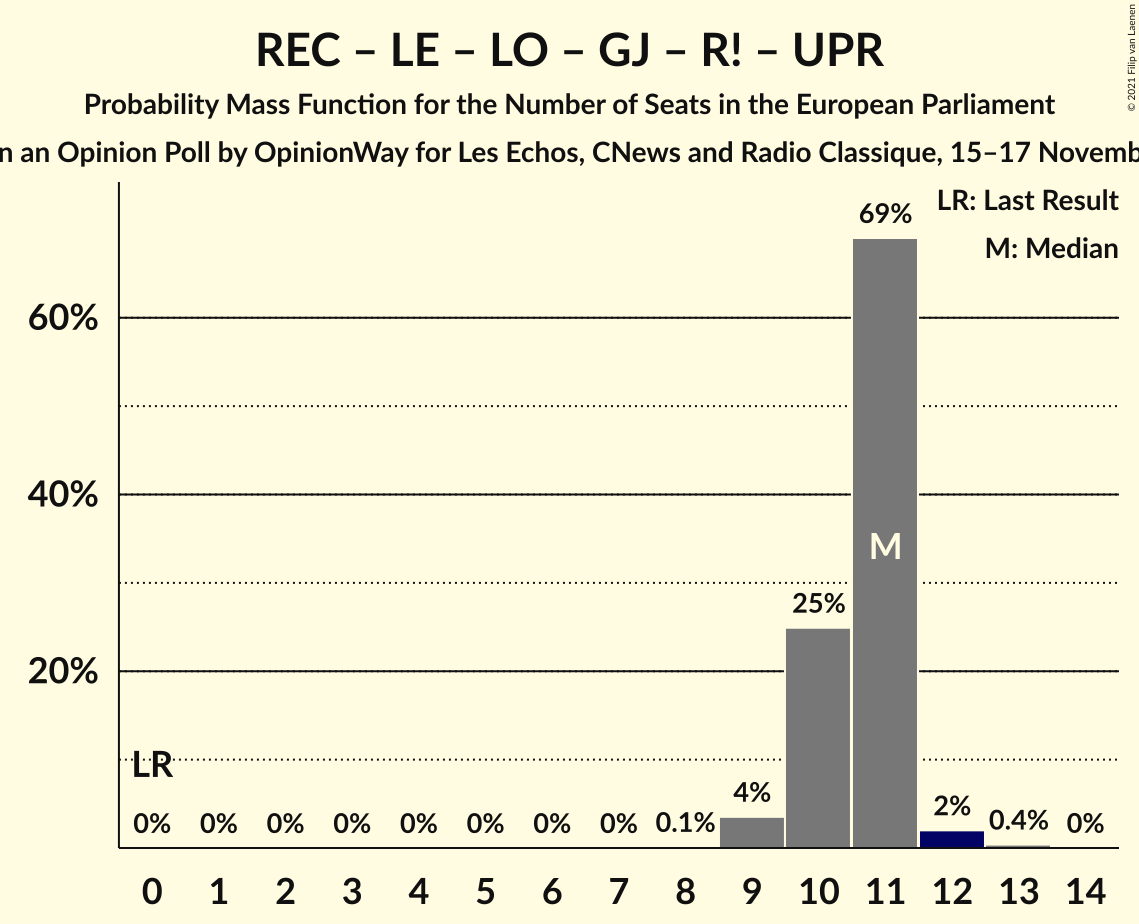 REC – LE – LO – GJ – R! – UPR
Probability Mass Function for the Number of Seats in the European Parliament
an Opinion Poll by OpinionWay for Les Echos, CNews and Radio Classique, 15–17
© 2021 Filip van Laenen
LR: Last Result
M: Median
69%
60%
40%
M
25%
20%
LR
0% 0% 0% 0% 0% 0% 0% 0% 0.1% 4% 2% 0.4% 0%
0 1 2 3 4 5 6 7 8 9 10 11 12 13 14